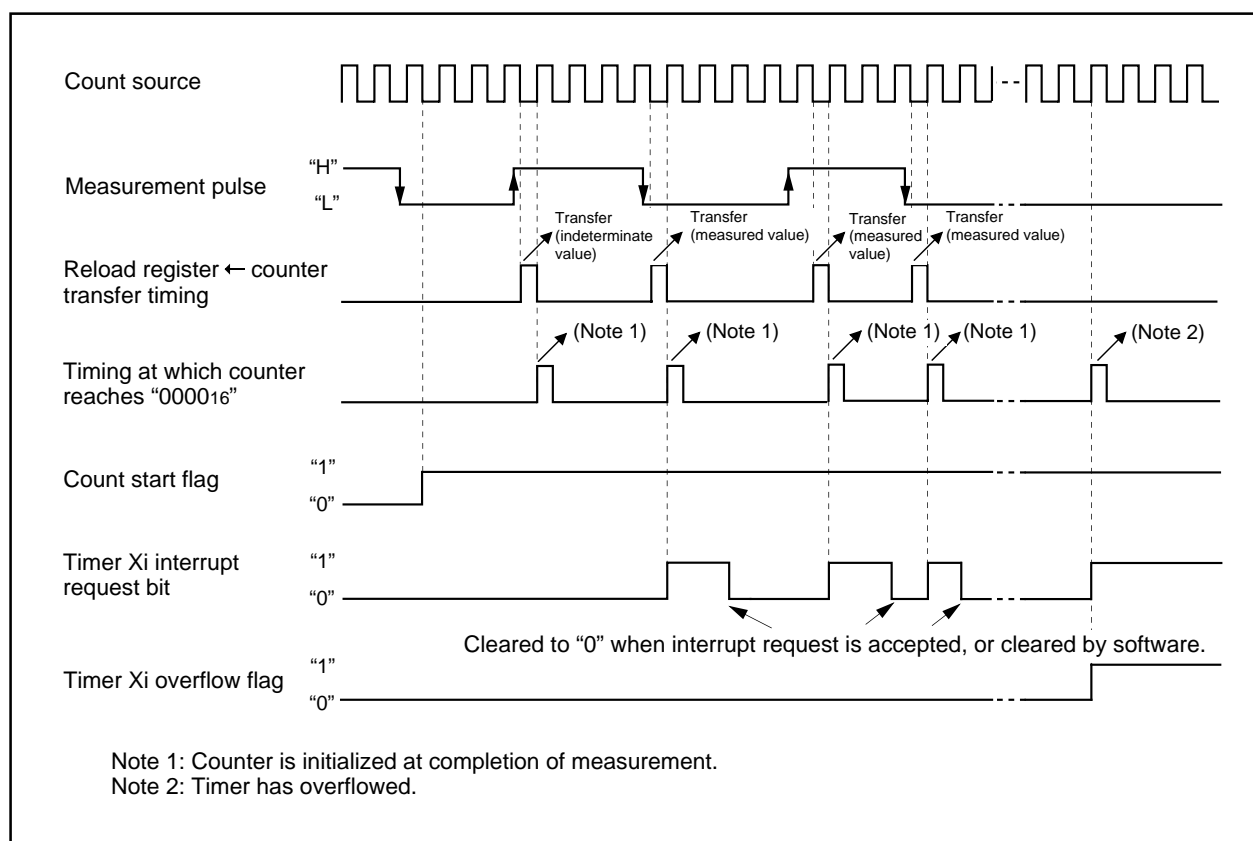 Count source
Measurement pulse
“H”
“L”
Transfer
(indeterminate
value)
Transfer
(measured value)
Transfer
(measured
value)
Transfer
(measured value)
Reload register ← counter
transfer timing
(Note 1)
(Note 1)
(Note 1)
(Note 1)
(Note 2)
Timing at which counter
reaches “000016”
Count start flag
“1”
“0”
Timer Xi interrupt
request bit
“1”
“0”
Cleared to “0” when interrupt request is accepted, or cleared by software.
Timer Xi overflow flag
“1”
“0”
Note 1: Counter is initialized at completion of measurement.
Note 2: Timer has overflowed.